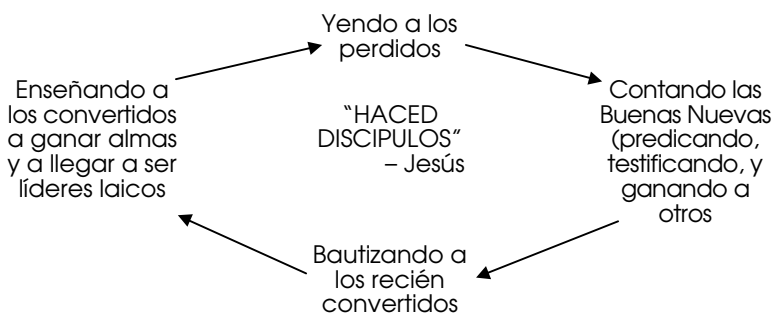 Yendo a los
perdidos
Enseñando a
los convertidos
a ganar almas
y a llegar a ser
líderes laicos
“HACED
DISCIPULOS”
– Jesús
Contando las
Buenas Nuevas
(predicando,
testificando, y
ganando a
otros
Bautizando a
los recién
convertidos